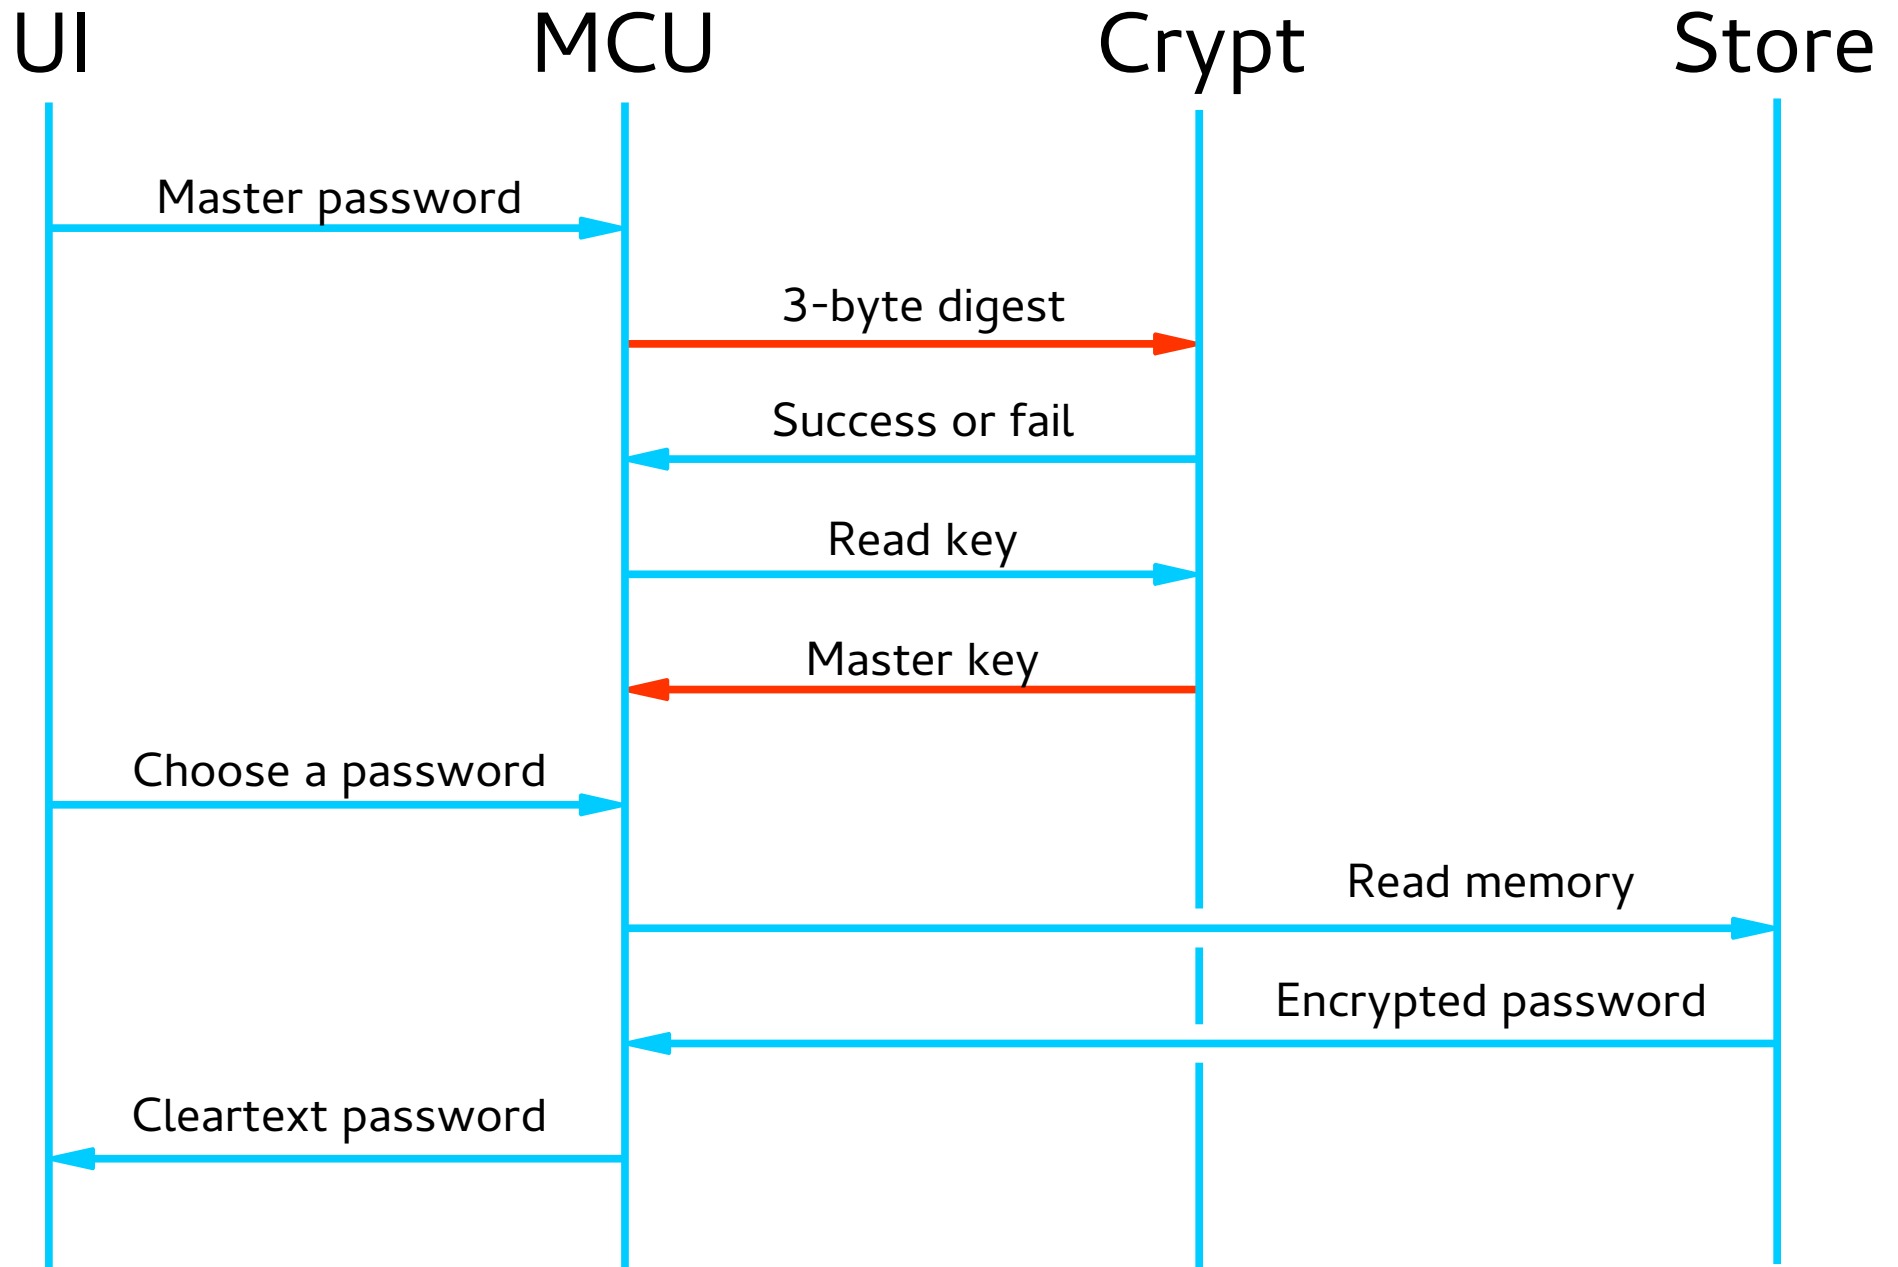 UI MCU Crypt Store
Master password
3-byte digest
Success or fail
Read key
Master key
Choose a password
Read memory
Encrypted password
Cleartext password